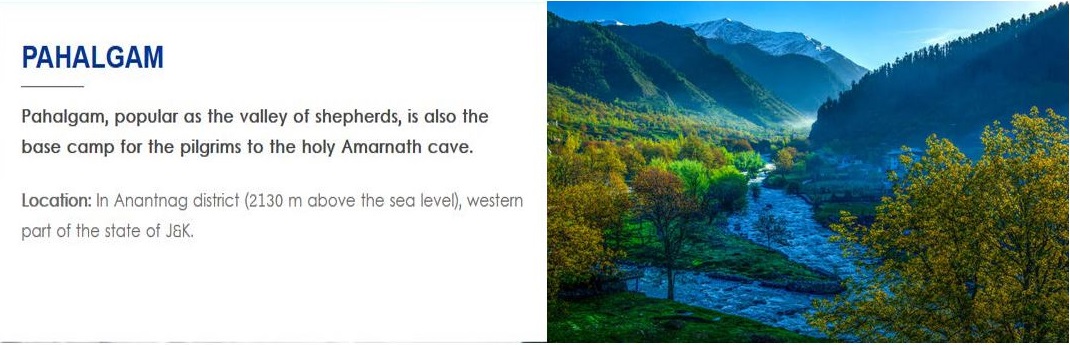 PAHALGAM
Pahalgam, popular as the valley of shepherds, is also the
base camp for the pilgrims to the holy Amarnath cave.
Location: In Anantnag district (2130 m above the sea level), western
part of the state of J&K.